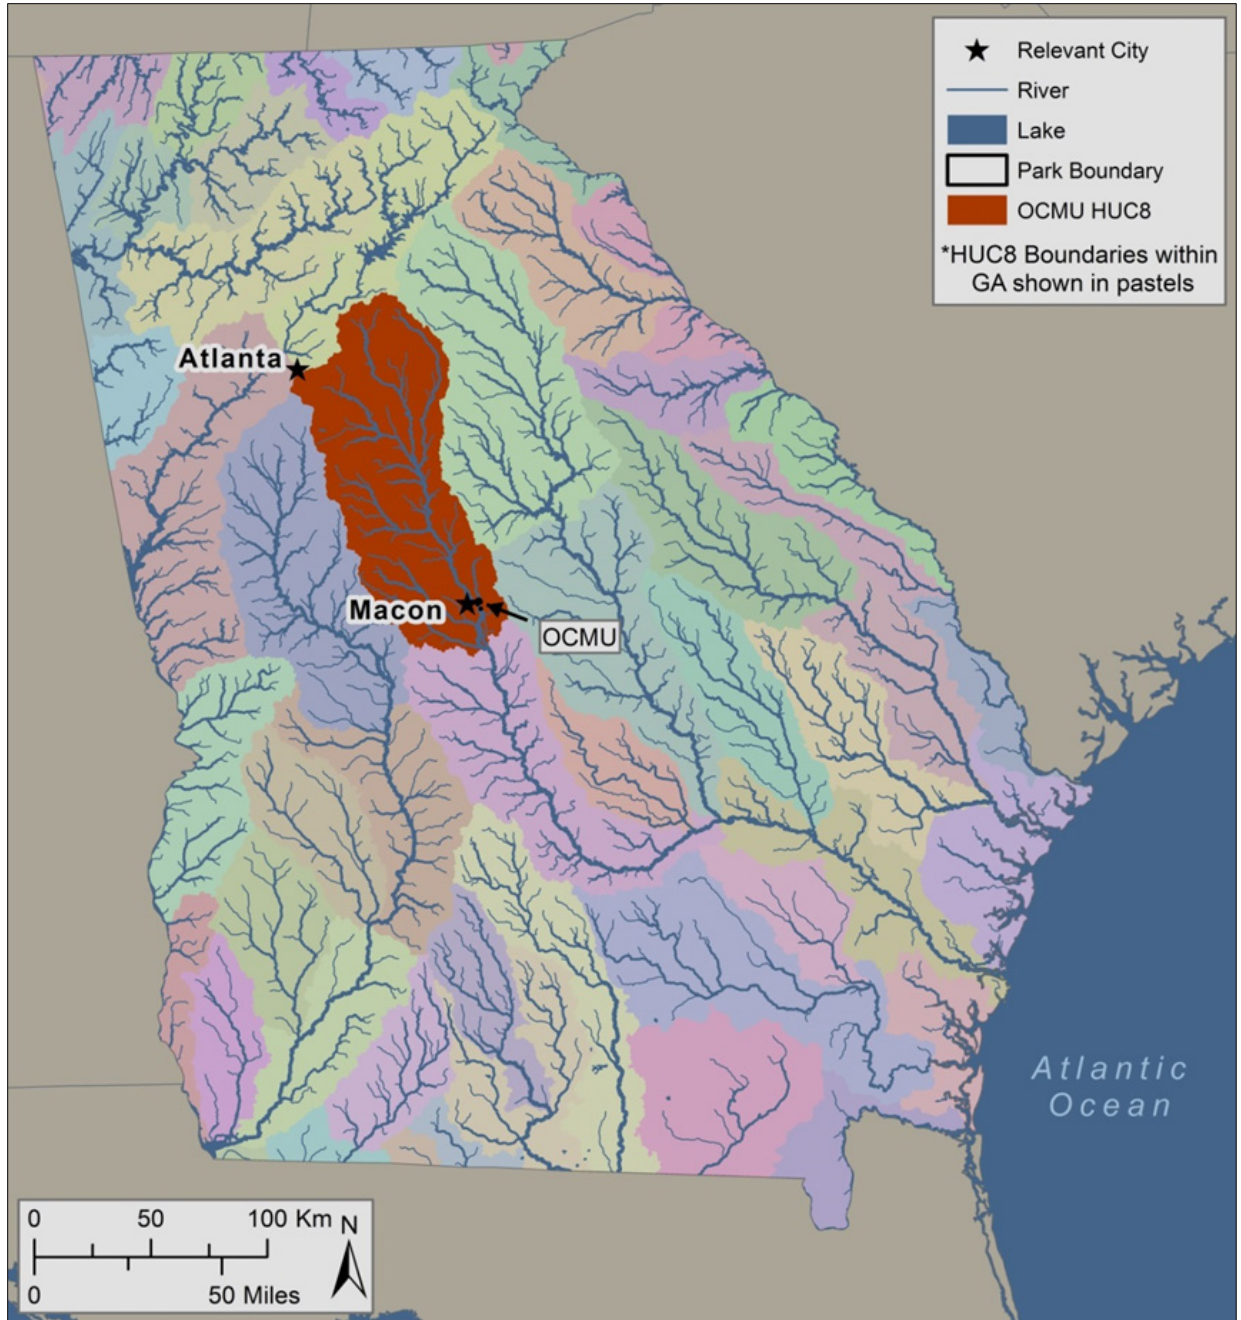 Relevant City
River
Lake
Park Boundary
OCMU HUC8
*HUC8 Boundaries within
GA shown in pastels
Atlanta
Macon
OCMU
Atlantic
Ocean
0 50 100 Km N
0 50 Miles